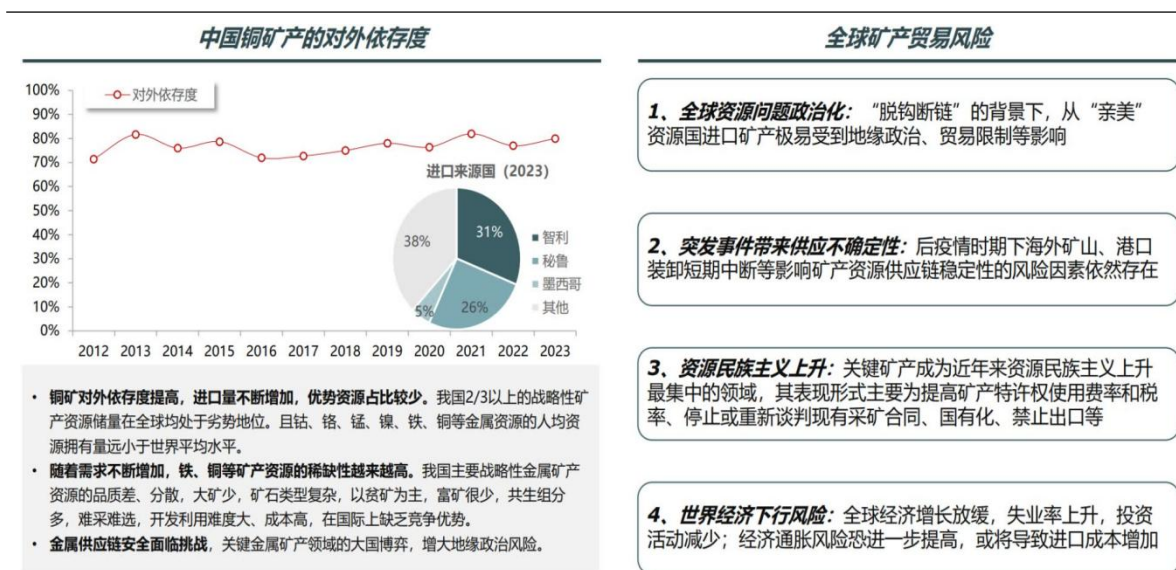 中国铜矿产的对外依存度
100%
90%
80%
70%
60%
50%
40%
30%
20%
10%
0%
对外依存度
2012 2013 2014 2015 2016 2017 2018 2019 2020 2021 2022 2023
进口来源国（2023）
31%
26%
5%
38%
智利
秘鲁
墨西哥
其他
• 铜矿对外依存度提高，进口量不断增加，优势资源占比较少。我国2/3以上的战略性矿
产资源储量在全球均处于劣势地位。且钴、铬、锰、镍、铁、铜等金属资源的人均资
源拥有量远小于世界平均水平。
• 随着需求不断增加，铁、铜等矿产资源的稀缺性越来越高。我国主要战略性金属矿产
资源的品质差、分散，大矿少，矿石类型复杂，以贫矿为主，富矿很少，共生组分
多，难采难选，开发利用难度大、成本高，在国际上缺乏竞争优势。
• 金属供应链安全面临挑战，关键金属矿产领域的大国博弈，增大地缘政治风险。
全球矿产贸易风险
1、全球资源问题政治化：“脱钩断链”的背景下，从“亲美”
资源国进口矿产极易受到地缘政治、贸易限制等影响
2、突发事件带来供应不确定性：后疫情时期下海外矿山、港口
装卸短期中断等影响矿产资源供应链稳定性的风险因素依然存在
3、资源民族主义上升：关键矿产成为近年来资源民族主义上升
最集中的领域，其表现形式主要为提高矿产特许权使用费率和税
率、停止或重新谈判现有采矿合同、国有化、禁止出口等
4、世界经济下行风险：全球经济增长放缓，失业率上升，投资
活动减少；经济通胀风险恐进一步提高，或将导致进口成本增加